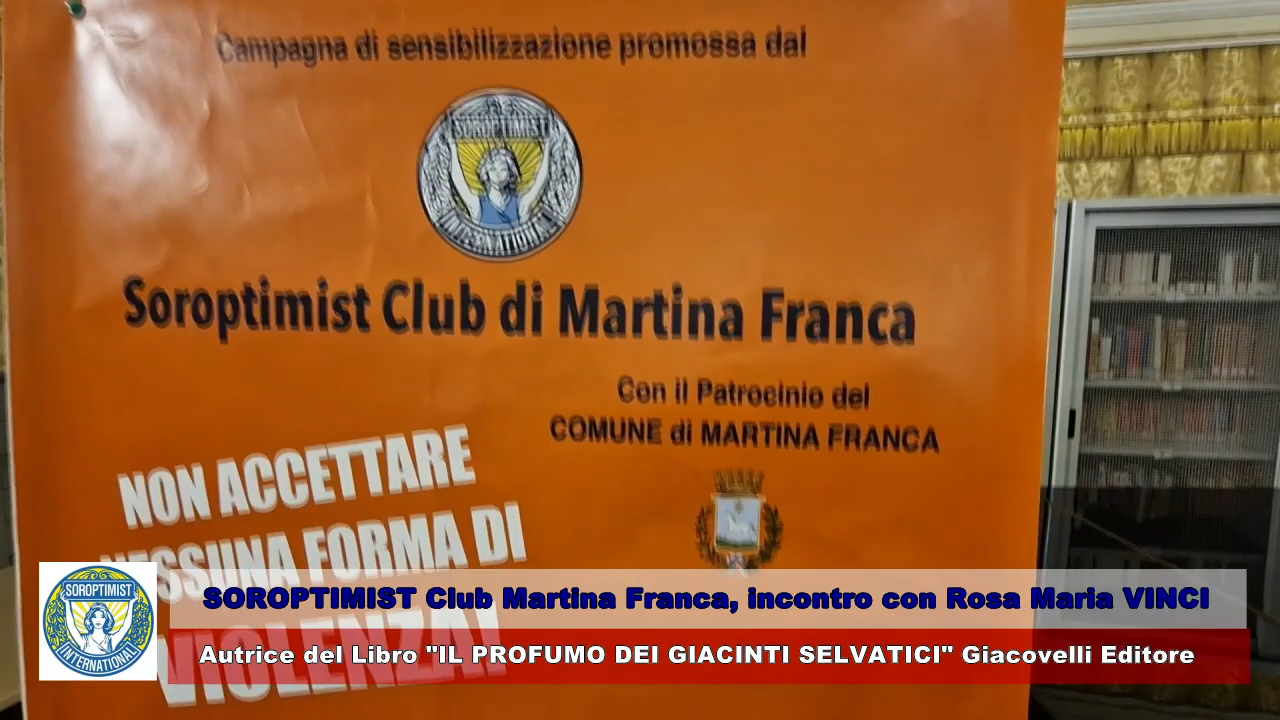 Campagna di sensibilizzazione promossa dal
SOROPTIMIST
INTERNATIONAL
Soroptimist Club di Martina Franca
Con il Patrocinio del
COMUNE di MARTINA FRANCA
NON ACCETTARE
NESSUNA FORMA DI
VIOLENZA!
SOROPTIMIST
INTERNATIONAL
SOROPTIMIST Club Martina Franca, incontro con Rosa Maria VINCI
Autrice del Libro "IL PROFUMO DEI GIACINTI SELVATICI" Giacovelli Editore